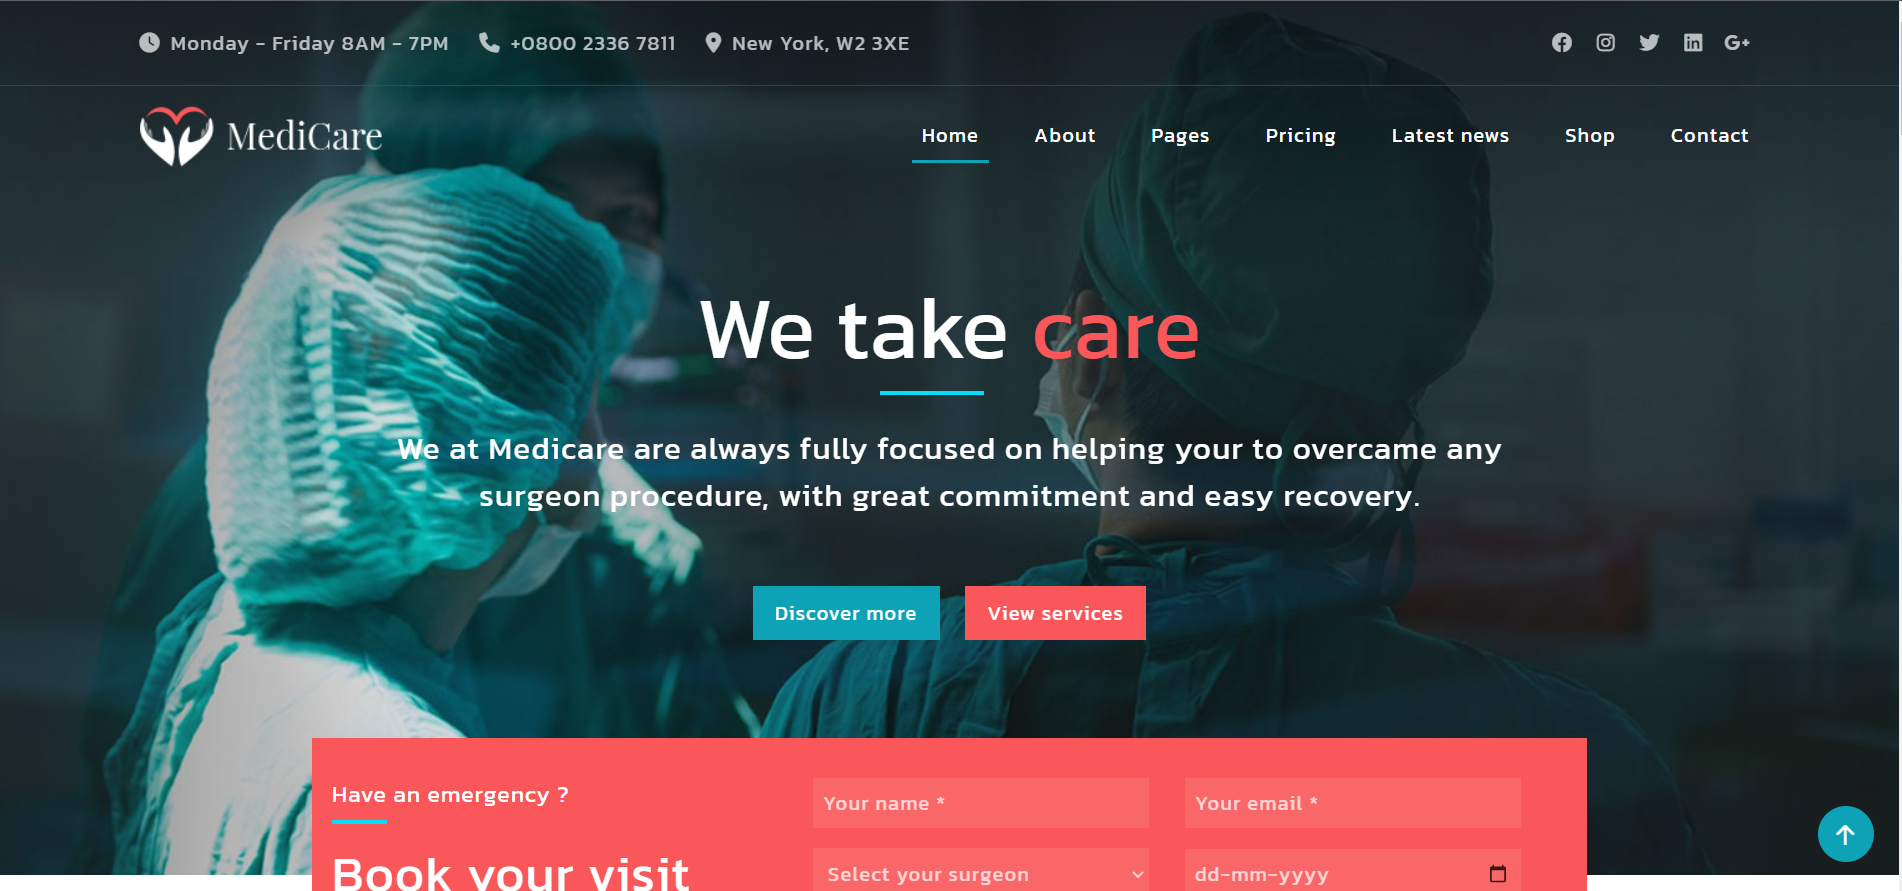 Monday - Friday 8AM - 7PM +0800 2336 7811 New York, W2 3XE
MediCare Home About Pages Pricing Latest news Shop Contact
We take care
We at Medicare are always fully focused on helping your to overcame any
surgeon procedure, with great commitment and easy recovery.
Discover more View services
Have an emergency ?
Your name * Your email *
Book your visit
Select your surgeon dd-mm-yyyy